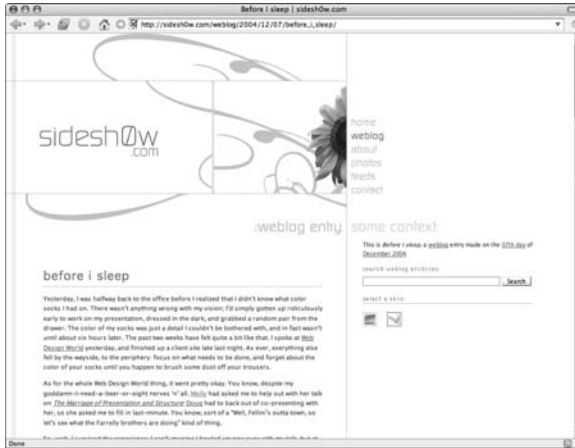 Before I sleep | sidesh0w.com
http://sidesh0w.com/weblog/2004/12/07/before_i_sleep/
sidesh0w
.com
home
weblog
about
photos
feeds
contact
:weblog entry
some context:
This is Before I sleep, a weblog entry made on the 07th day of
December 2004.
search weblog archives:
Search
select a skin:
before i sleep
Yesterday, I was halfway back to the office before I realized that I didn't know what color
socks I had on. There wasn't anything wrong with my vision; I'd simply gotten up ridiculously
early to work on my presentation, dressed in the dark, and grabbed a random pair from the
drawer. The color of my socks was just a detail I couldn't be bothered with, and in fact wasn't
until about six hours later. The past two weeks have felt quite a bit like that. I spoke at Web
Design World yesterday, and finished up a client site late last night. As ever, everything else
fell by the wayside, to the periphery: focus on what needs to be done, and forget about the
color of your socks until you happen to brush some dust off your trousers.
As for the whole Web Design World thing, it went pretty okay. You know, despite my
goddamn-I-need-a-beer-or-eight nerves 'n' all. Molly had asked me to help out with her talk
on The Marriage of Presentation and Structure; Doug had to back out of co-presenting with
her, so she asked me to fill in last-minute. You know, sort of a "Well, Fellini's outta town, so
let's see what the Farrelly brothers are doing" kind of thing.
Done